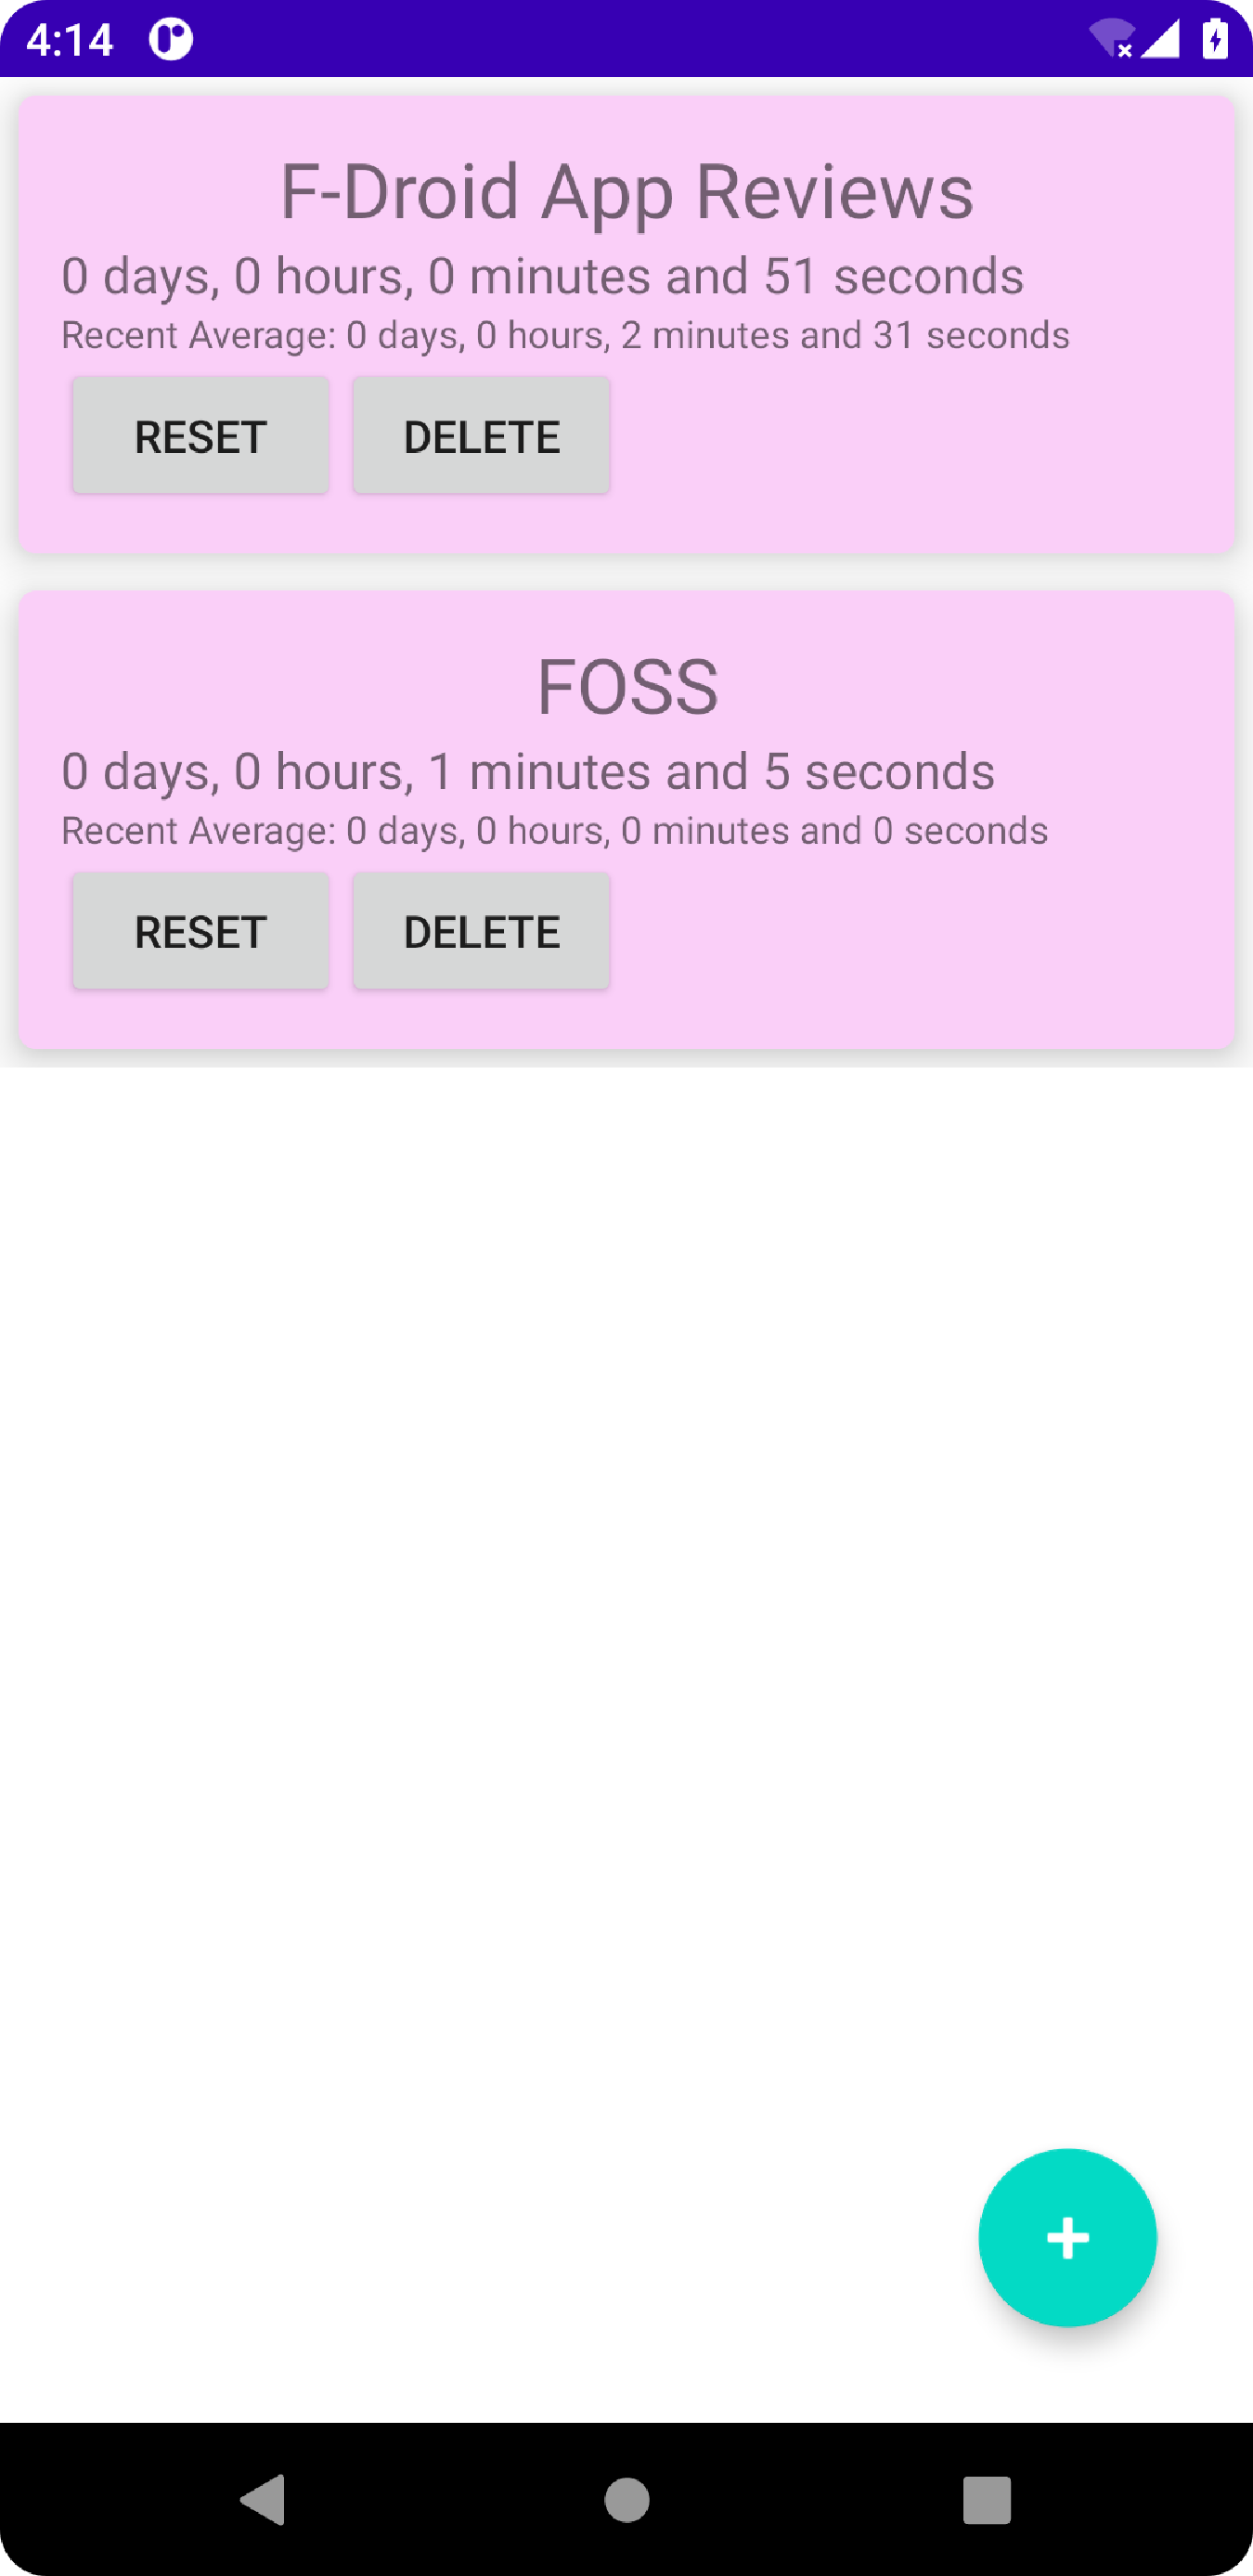 4:14
F-Droid App Reviews
0 days, 0 hours, 0 minutes and 51 seconds
Recent Average: 0 days, 0 hours, 2 minutes and 31 seconds
RESET DELETE
FOSS
0 days, 0 hours, 1 minutes and 5 seconds
Recent Average: 0 days, 0 hours, 0 minutes and 0 seconds
RESET DELETE